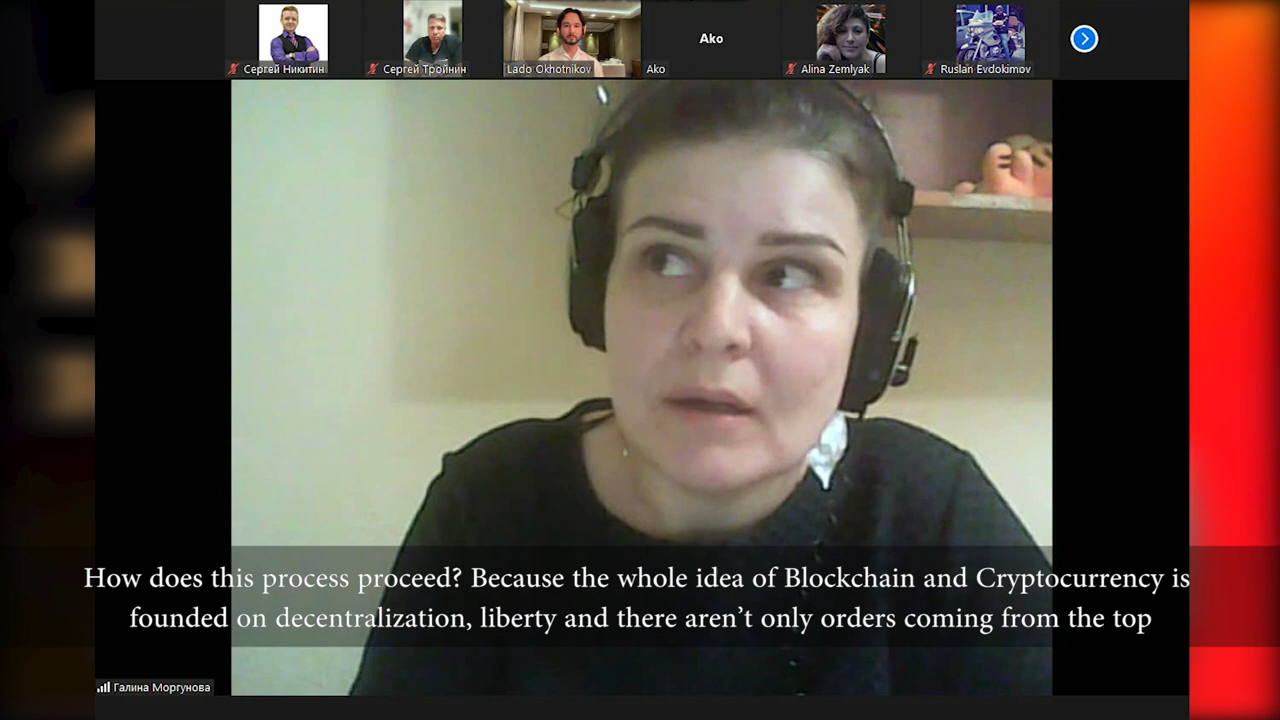 Ako
Сергей Никитин
Сергей Тройнин
Lado Okhotnikov
Ako
Alina Zemlyak
Ruslan Evdokimov
How does this process proceed? Because the whole idea of Blockchain and Cryptocurrency is
founded on decentralization, liberty and there aren’t only orders coming from the top
Галина Моргунова